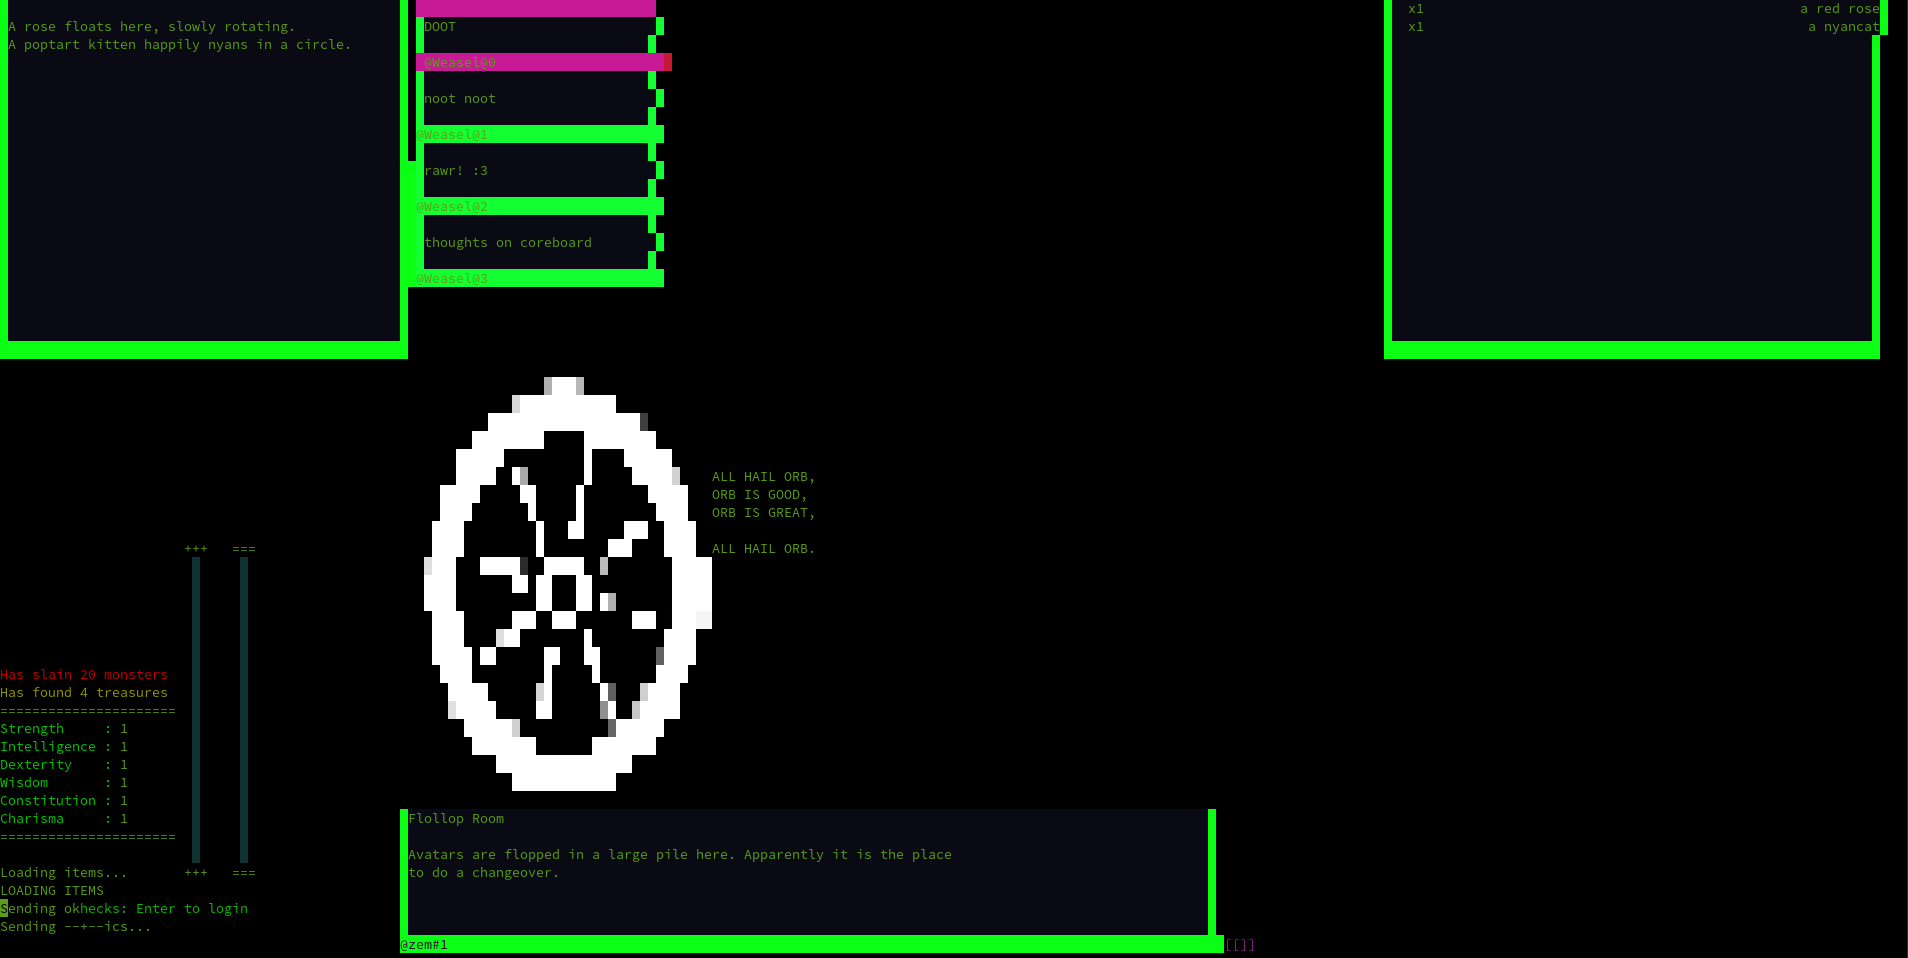 A rose floats here, slowly rotating.
A poptart kitten happily nyans in a circle.
DOOT
@Weasel@0
noot noot
@Weasel@1
rawr! :3
@Weasel@2
thoughts on coreboard
@Weasel@3
x1 a red rose
x1 a nyancat
ALL HAIL ORB,
ORB IS GOOD,
ORB IS GREAT,
ALL HAIL ORB.
+++ ===
Has slain 20 monsters
Has found 4 treasures
======================
Strength : 1
Intelligence : 1
Dexterity : 1
Wisdom : 1
Constitution : 1
Charisma : 1
======================
+++ ===
Loading items...
LOADING ITEMS
Sending okhecks: Enter to login
Sending --+--ics...
Flollop Room
Avatars are flopped in a large pile here. Apparently it is the place
to do a changeover.
@zem#1
[[]]